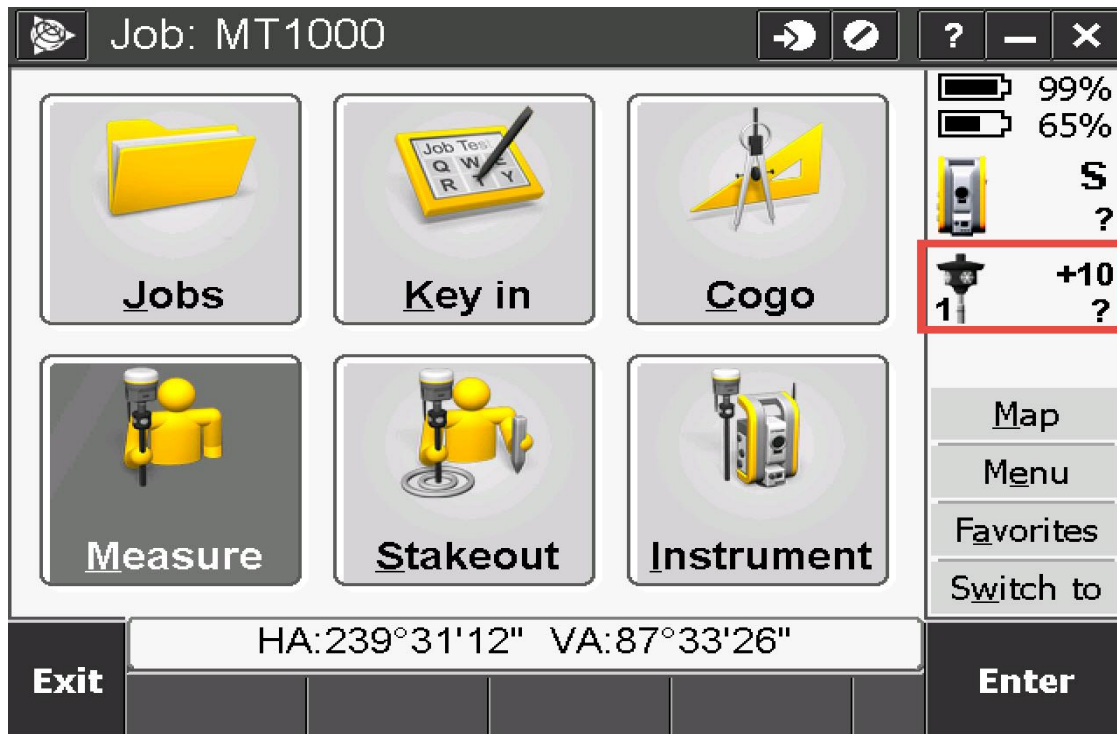 Job: MT1000
?
99%
65%
S
?
+10
1 ?
Job Tes
Q W E
R T Y
Jobs
Key in
Cogo
Measure
Stakeout
Instrument
Map
Menu
Favorites
Switch to
HA:239°31'12" VA:87°33'26"
Exit
Enter